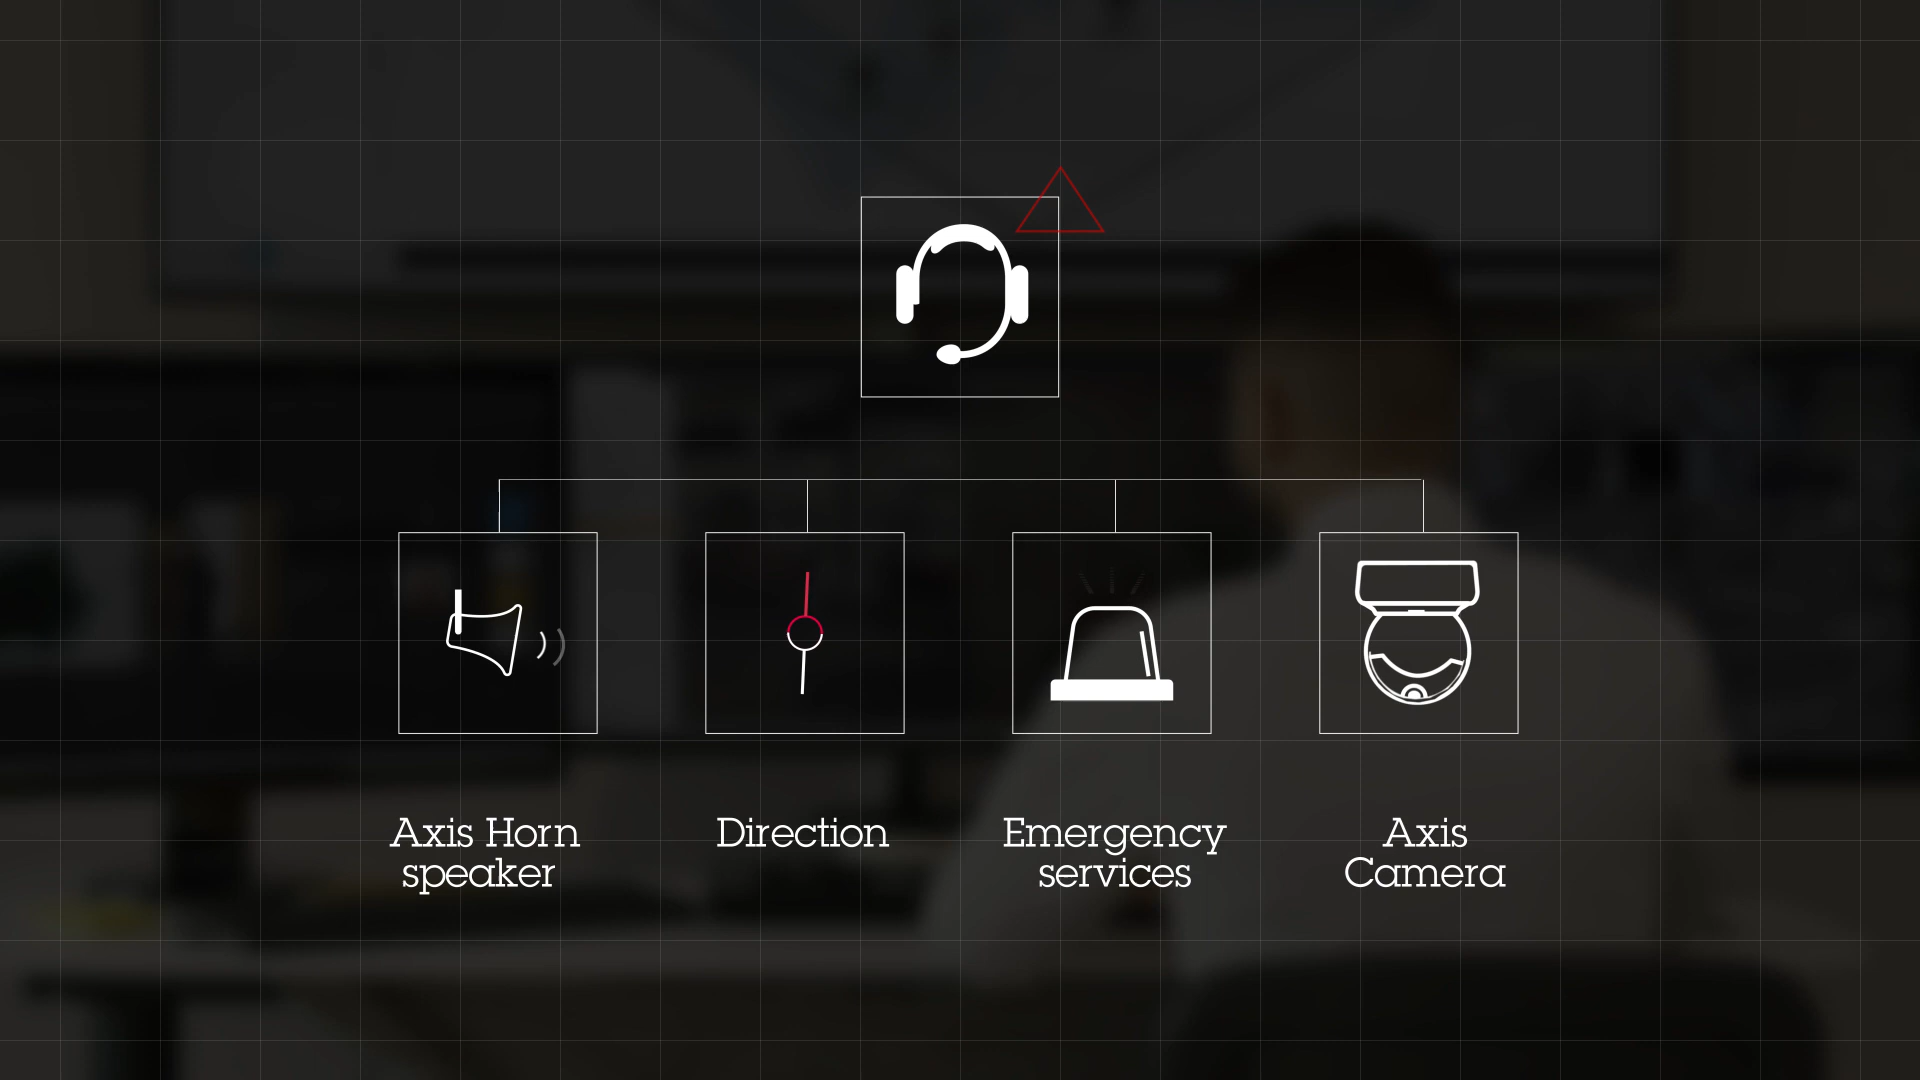 Axis Horn
speaker
Direction
Emergency
services
Axis
Camera